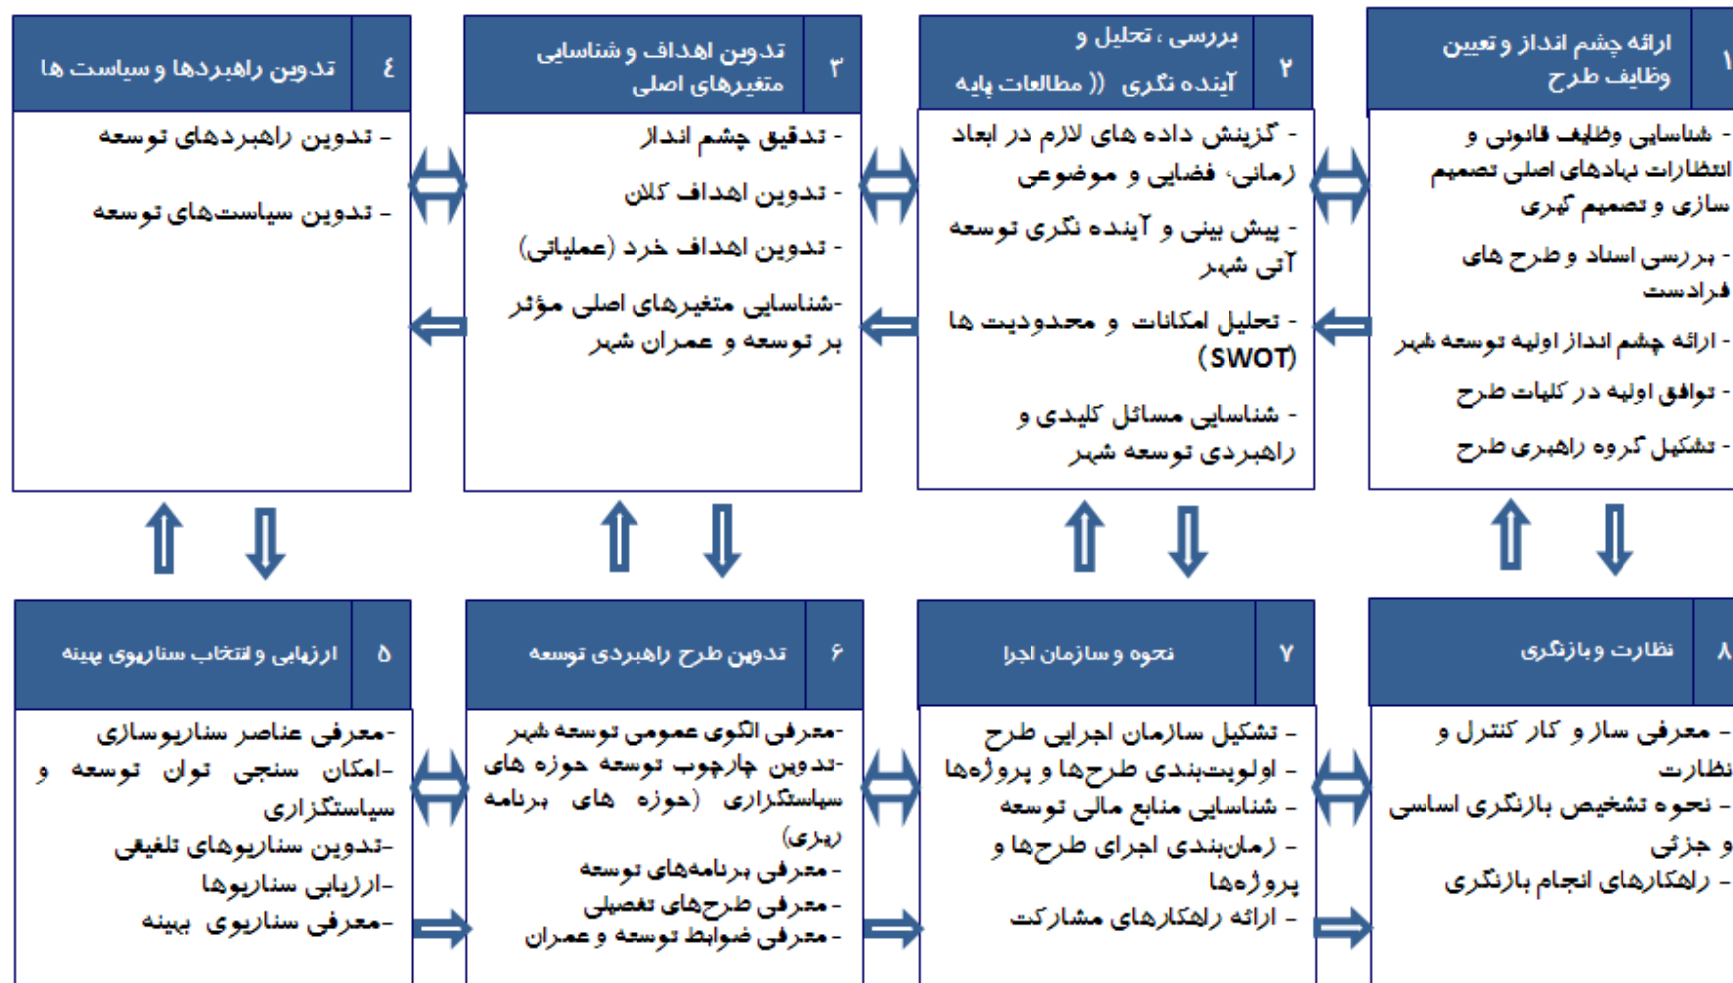 ۱
ارائه چشم انداز و تعیین
وظایف طرح
- شناسایی وظایف قانونی و
انتظارات نهادهای اصلی تصمیم
سازی و تصمیم گیری
- بررسی اسناد و طرح های
فرادست
- ارائه چشم انداز اولیه توسعه شهر
- توافق اولیه در کلیات طرح
- تشکیل گروه راهبری طرح
۲
بررسی ، تحلیل و
آینده نگری (( مطالعات پایه
- گزینش داده های لازم در ابعاد
زمانی، فضایی و موضوعی
- پیش بینی و آینده نگری توسعه
آتی شهر
- تحلیل امکانات و محدودیت ها
(SWOT)
- شناسایی مسائل کلیدی و
راهبردی توسعه شهر
۳
تدوین اهداف و شناسایی
متغیرهای اصلی
- تدقیق چشم انداز
- تدوین اهداف کلان
- تدوین اهداف خرد (عملیاتی)
-شناسایی متغیرهای اصلی مؤثر
بر توسعه و عمران شهر
٤
تدوین راهبردها و سیاست ها
- تدوین راهبردهای توسعه
- تدوین سیاست‌های توسعه
۸
نظارت و بازنگری
- معرفی ساز و کار کنترل و
نظارت
- نحوه تشخیص بازنگری اساسی
و جزئی
- راهکارهای انجام بازنگری
۷
نحوه و سازمان اجرا
- تشکیل سازمان اجرایی طرح
- اولویت‌بندی طرح‌ها و پروژه‌ها
- شناسایی منابع مالی توسعه
- زمان‌بندی اجرای طرح‌ها و
پروژه‌ها
- ارائه راهکارهای مشارکت
۶
تدوین طرح راهبردی توسعه
-معرفی الگوی عمومی توسعه شهر
-تدوین چارچوب توسعه حوزه های
سیاستگزاری (حوزه های برنامه
ریزی)
- معرفی برنامه‌های توسعه
- معرفی طرح‌های تفصیلی
- معرفی ضوابط توسعه و عمران
۵
ارزیابی و انتخاب سناریوی بهینه
-معرفی عناصر سناریوسازی
-امکان سنجی توان توسعه و
سیاستگزاری
-تدوین سناریوهای تلفیقی
-ارزیابی سناریوها
-معرفی سناریوی بهینه